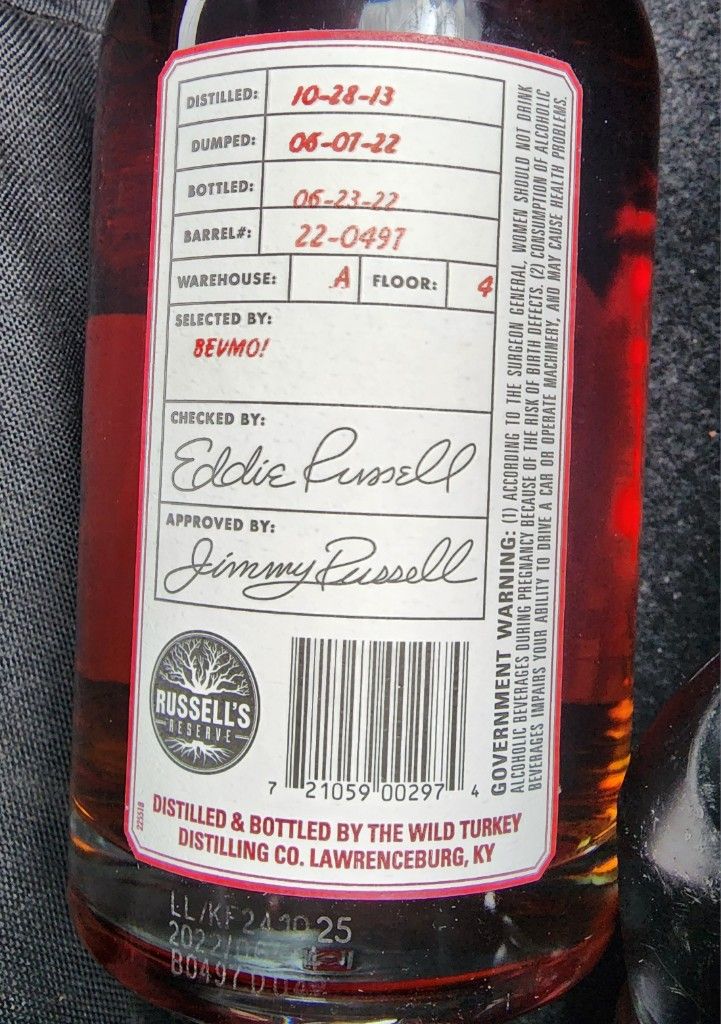 DISTILLED: 10-28-13
DUMPED: 06-07-22
BOTTLED: 06-23-22
BARREL#: 22-0497
WAREHOUSE: A FLOOR: 4
SELECTED BY:
BEVMO!
CHECKED BY:
Eddie Russell
APPROVED BY:
Jimmy Russell
RUSSELL'S
RESERVE
7 21059 00297 4
225518
DISTILLED & BOTTLED BY THE WILD TURKEY
DISTILLING CO. LAWRENCEBURG, KY
GOVERNMENT WARNING: (1) ACCORDING TO THE SURGEON GENERAL, WOMEN SHOULD NOT DRINK
ALCOHOLIC BEVERAGES DURING PREGNANCY BECAUSE OF THE RISK OF BIRTH DEFECTS. (2) CONSUMPTION OF ALCOHOLIC
BEVERAGES IMPAIRS YOUR ABILITY TO DRIVE A CAR OR OPERATE MACHINERY, AND MAY CAUSE HEALTH PROBLEMS.
25